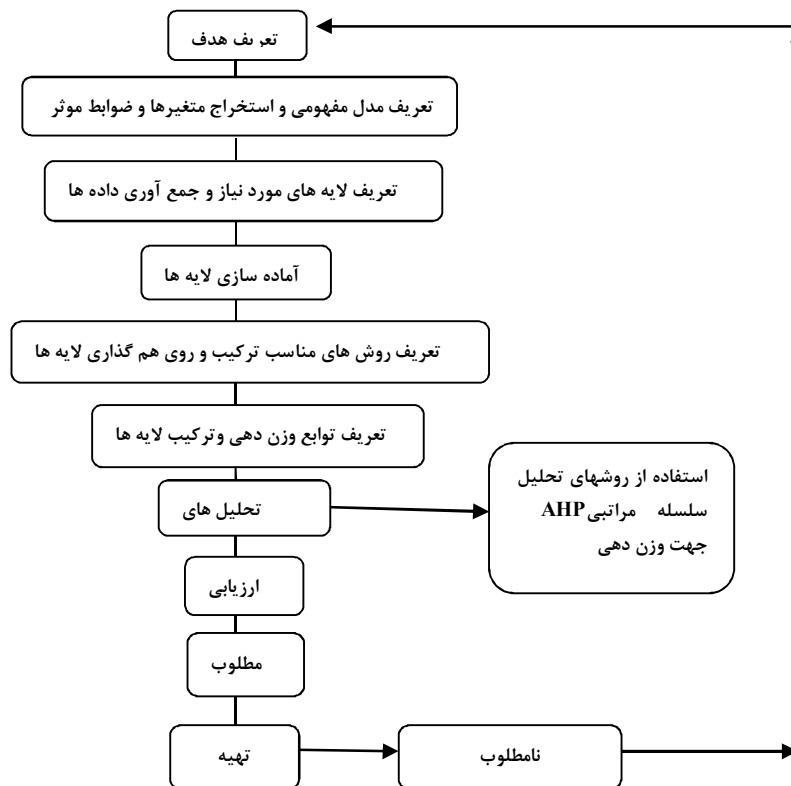 تعریف هدف
تعریف مدل مفهومی و استخراج متغیرها و ضوابط موثر
تعریف لایه های مورد نیاز و جمع آوری داده ها
آماده سازی لایه ها
تعریف روش های مناسب ترکیب و روی هم گذاری لایه ها
تعریف توابع وزن دهی وترکیب لایه ها
استفاده از روشهای تحلیل
سلسله مراتبی AHP
جهت وزن دهی
تحلیل های
ارزیابی
مطلوب
تهیه
نامطلوب